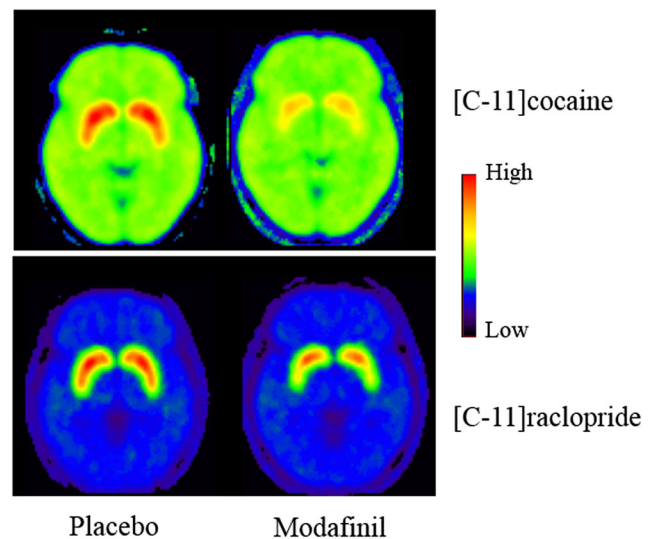 [C-11]cocaine
High
Low
[C-11]raclopride
Placebo
Modafinil